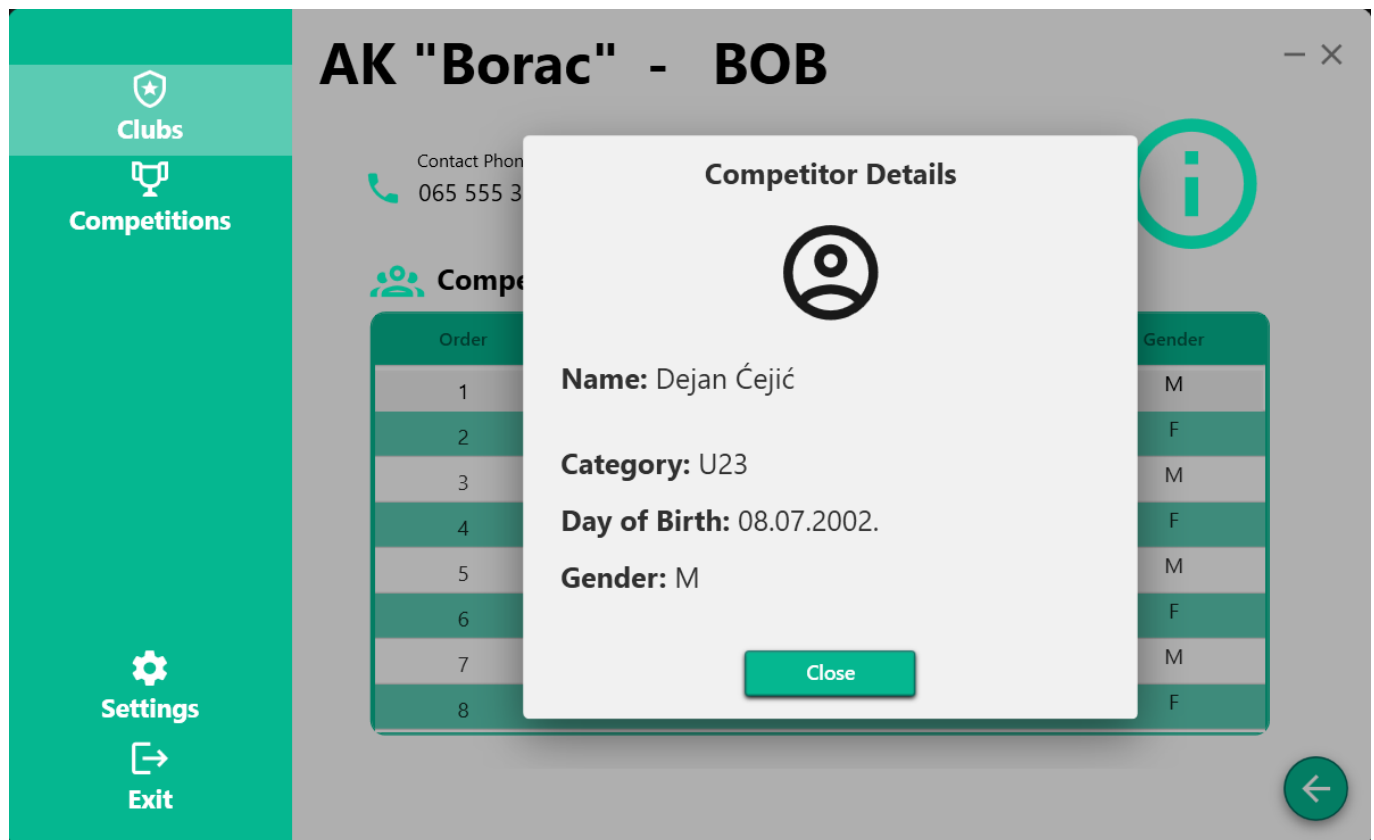 AK "Borac" - BOB
Clubs
Competitions
Settings
Exit
Contact Phon
065 555 3
Compe
Order
Gender
1 M
2 F
3 M
4 F
5 M
6 F
7 M
8 F
Competitor Details
Name: Dejan Ćejić
Category: U23
Day of Birth: 08.07.2002.
Gender: M
Close